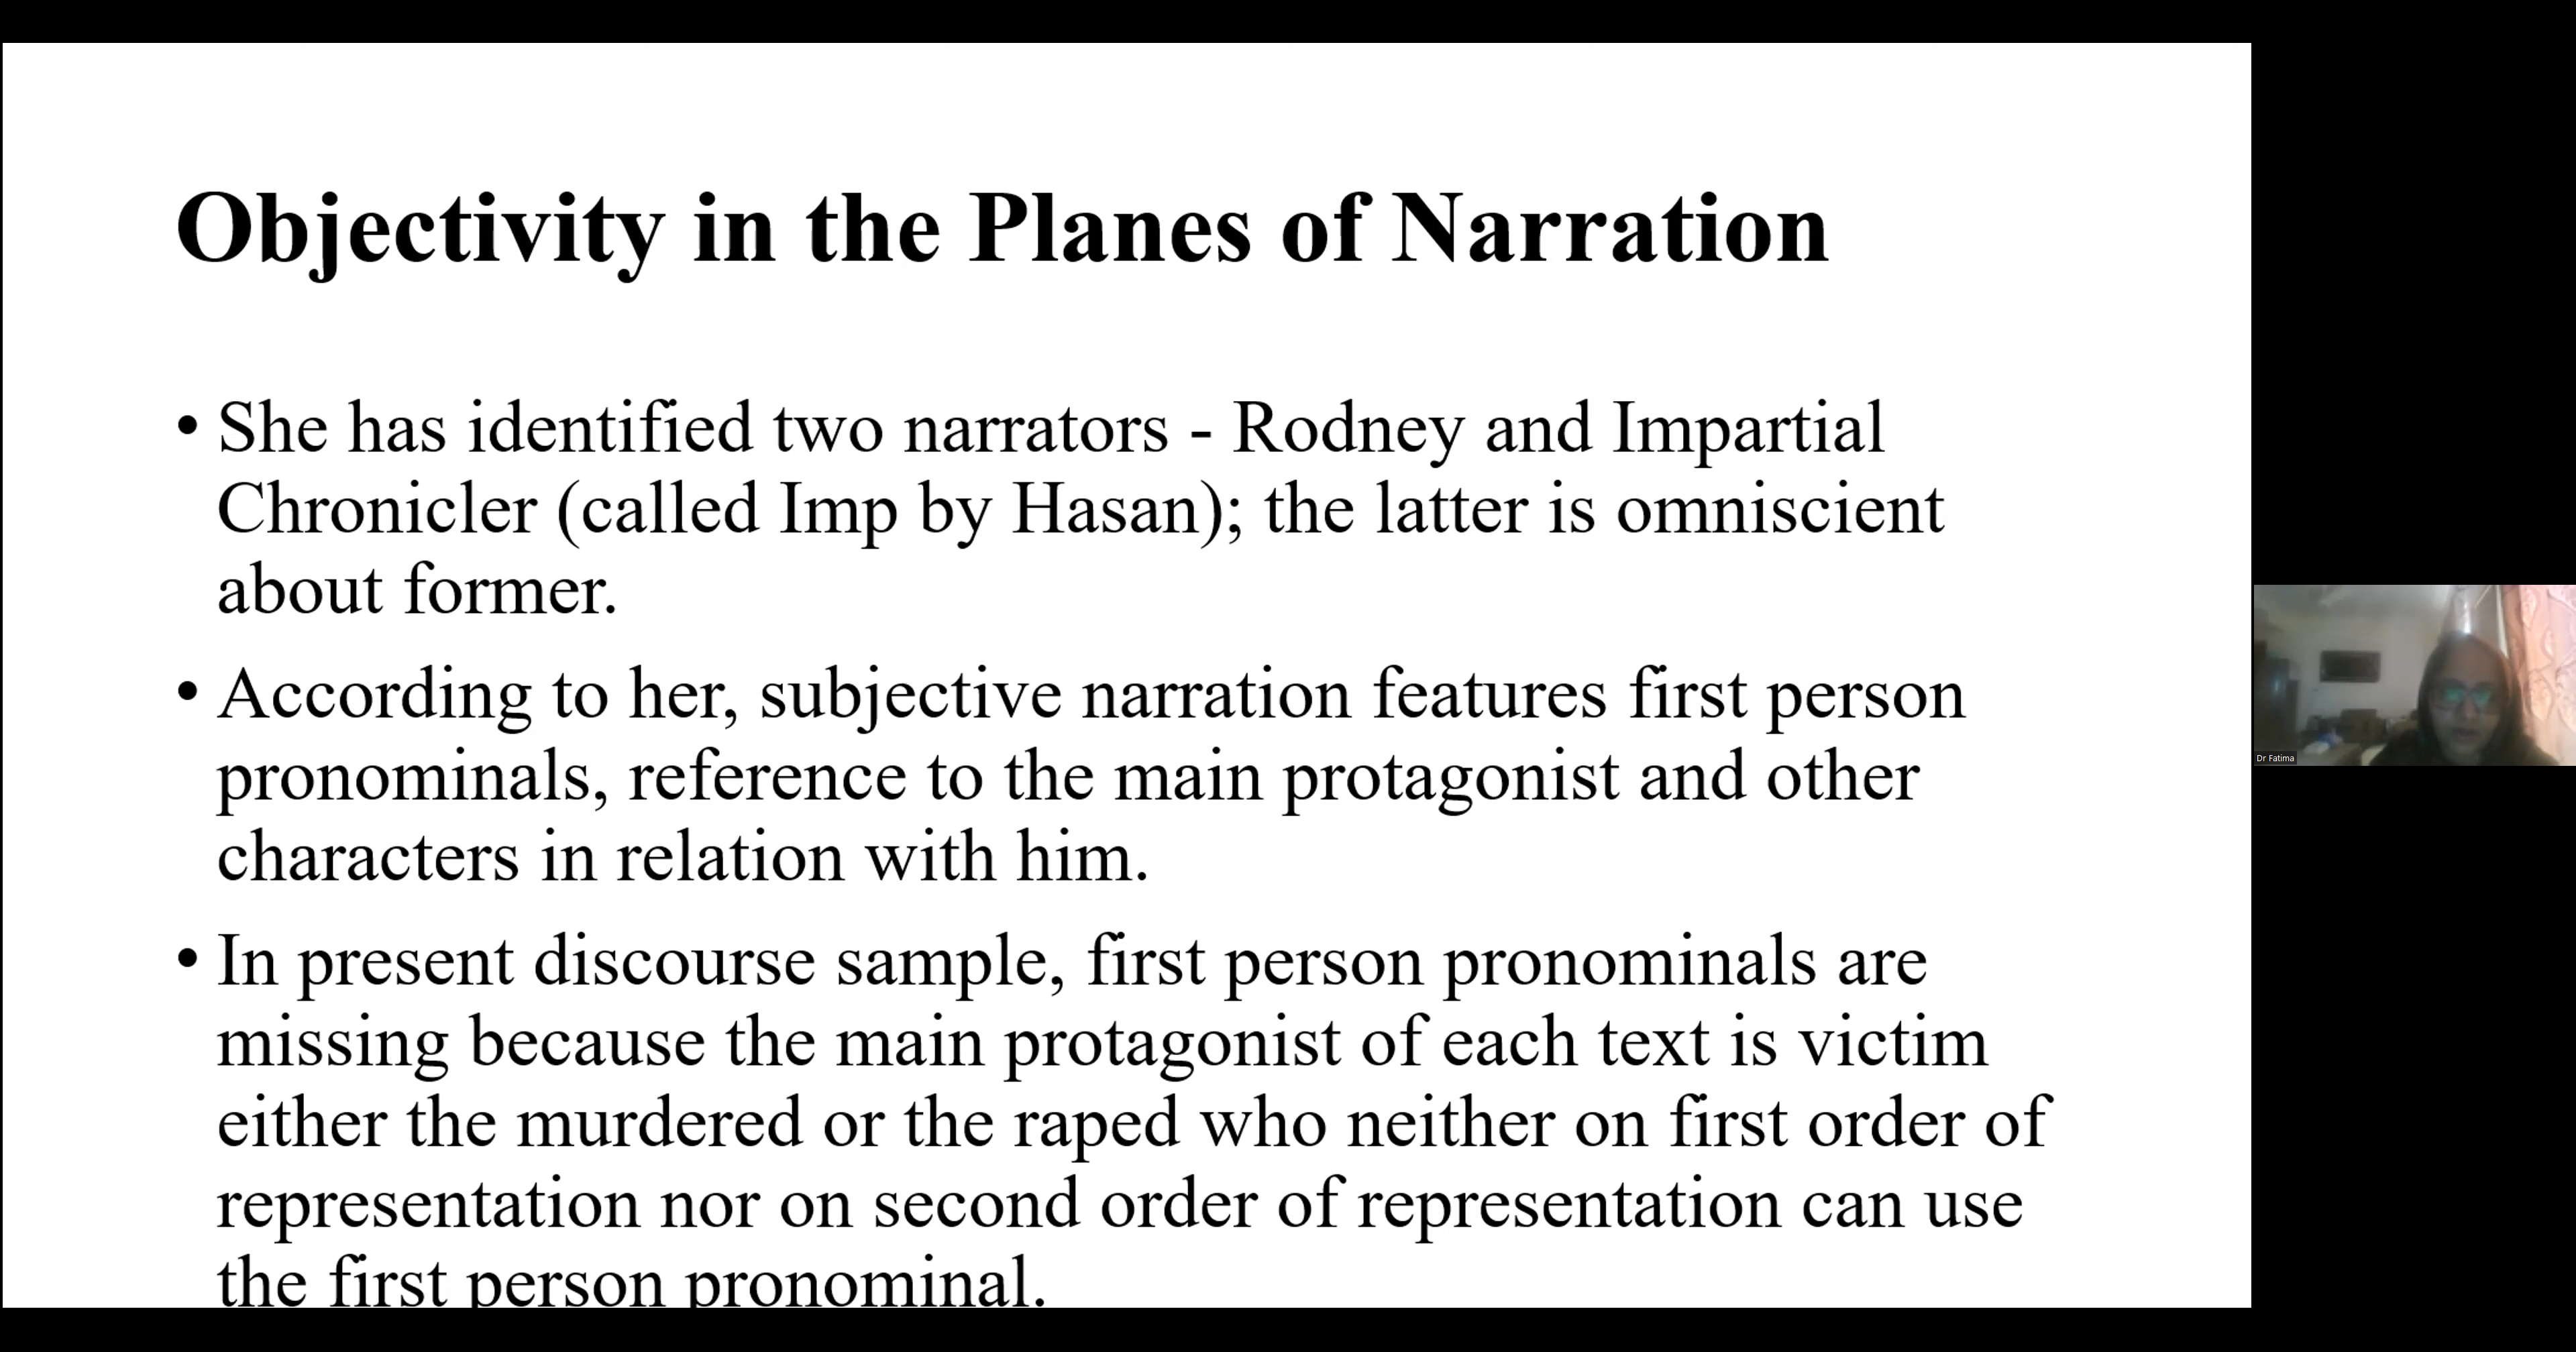 Objectivity in the Planes of Narration
• She has identified two narrators - Rodney and Impartial
Chronicler (called Imp by Hasan); the latter is omniscient
about former.
• According to her, subjective narration features first person
pronominals, reference to the main protagonist and other
characters in relation with him.
• In present discourse sample, first person pronominals are
missing because the main protagonist of each text is victim
either the murdered or the raped who neither on first order of
representation nor on second order of representation can use
the first person pronominal.
Dr Fatima